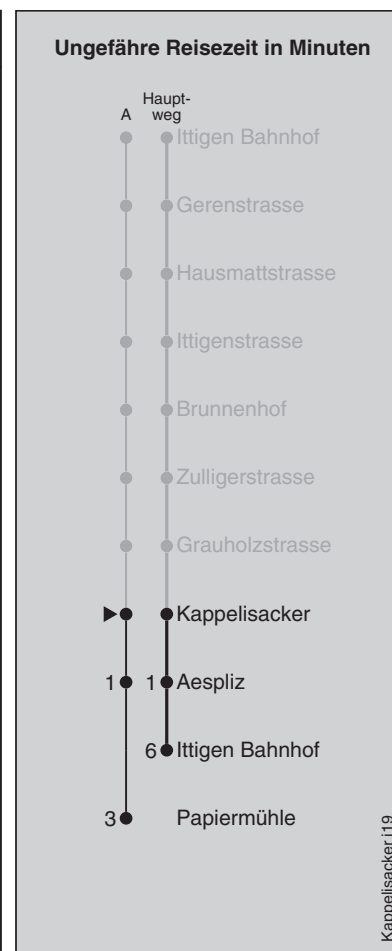 Ungefähre Reisezeit in Minuten
A
Haupt-
weg
Ittigen Bahnhof
Gerenstrasse
Hausmattstrasse
Ittigenstrasse
Brunnenhof
Zulligerstrasse
Grauholzstrasse
Kappelisacker
1 1 Aespliz
6 Ittigen Bahnhof
3 Papiermühle
Kappelisacker j19